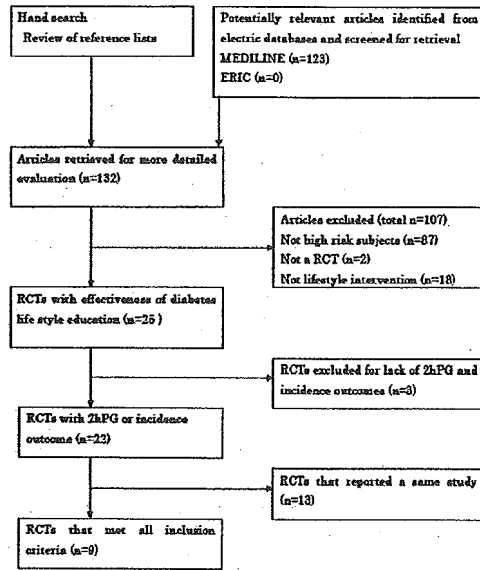 Hand search
Review of reference lists
Potentially relevant articles identified from
electric databases and screened for retrieval
MEDILINE (n=123)
ERIC (n=0)
Articles retrieved for more detailed
evaluation (n=132)
Articles excluded (total n=107)
Not high risk subjects (n=87)
Not a RCT (n=2)
Not lifestyle intervention (n=18)
RCTs with effectiveness of diabetes
life style education (n=25 )
RCTs excluded for lack of 2hPG and
incidence outcomes (n=3)
RCTs with 2hPG or incidence
outcome (n=22)
RCTs that reported a same study
(n=13)
RCTs that met all inclusion
criteria (n=9)